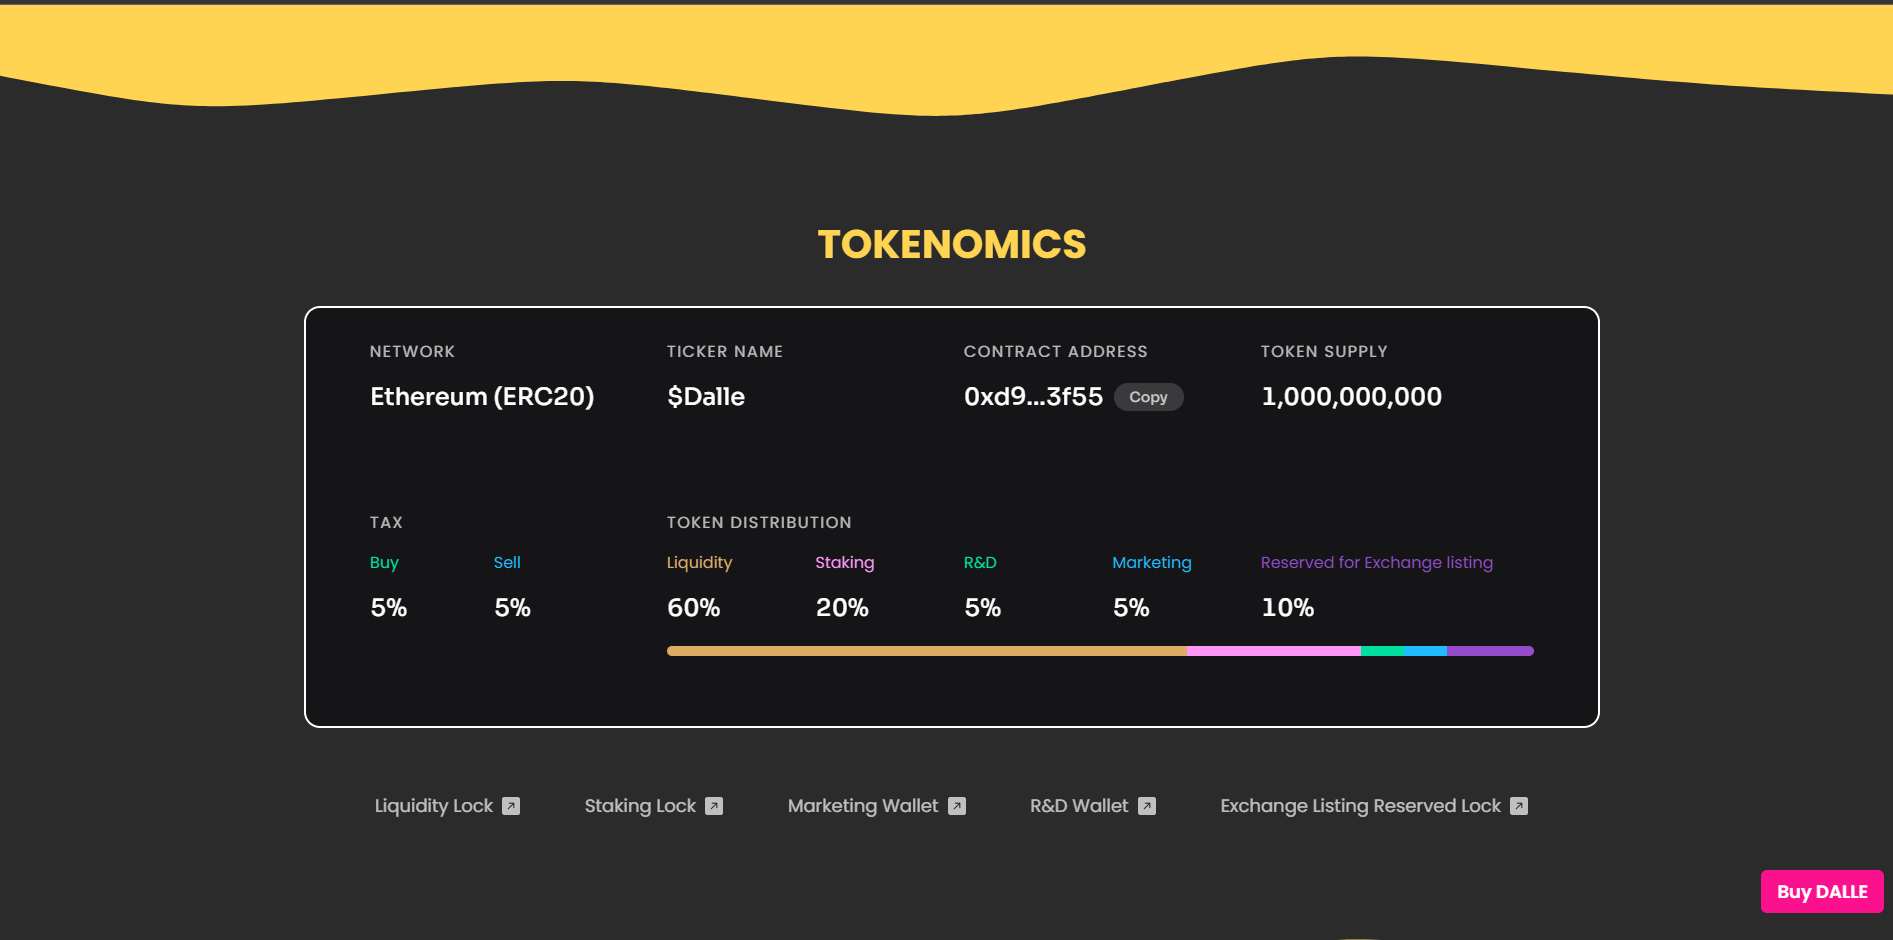 TOKENOMICS
NETWORK
Ethereum (ERC20)
TICKER NAME
$Dalle
CONTRACT ADDRESS
0xd9...3f55 Copy
TOKEN SUPPLY
1,000,000,000
TAX
Buy
5%
Sell
5%
TOKEN DISTRIBUTION
Liquidity
60%
Staking
20%
R&D
5%
Marketing
5%
Reserved for Exchange listing
10%
Liquidity Lock
Staking Lock
Marketing Wallet
R&D Wallet
Exchange Listing Reserved Lock
Buy DALLE